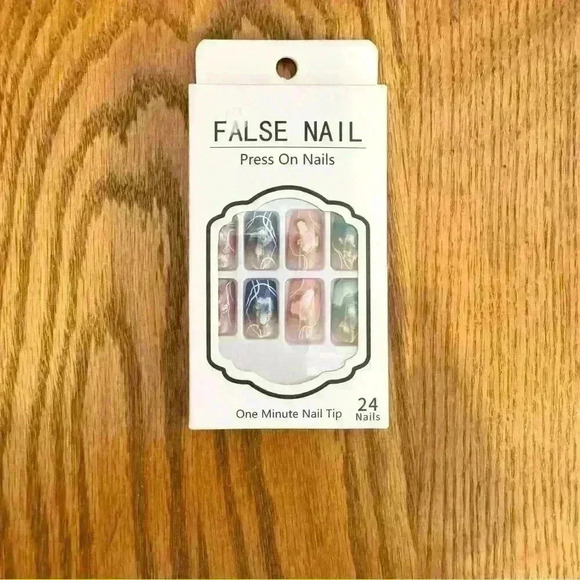 FALSE NAIL
Press On Nails
One Minute Nail Tip
24
Nails